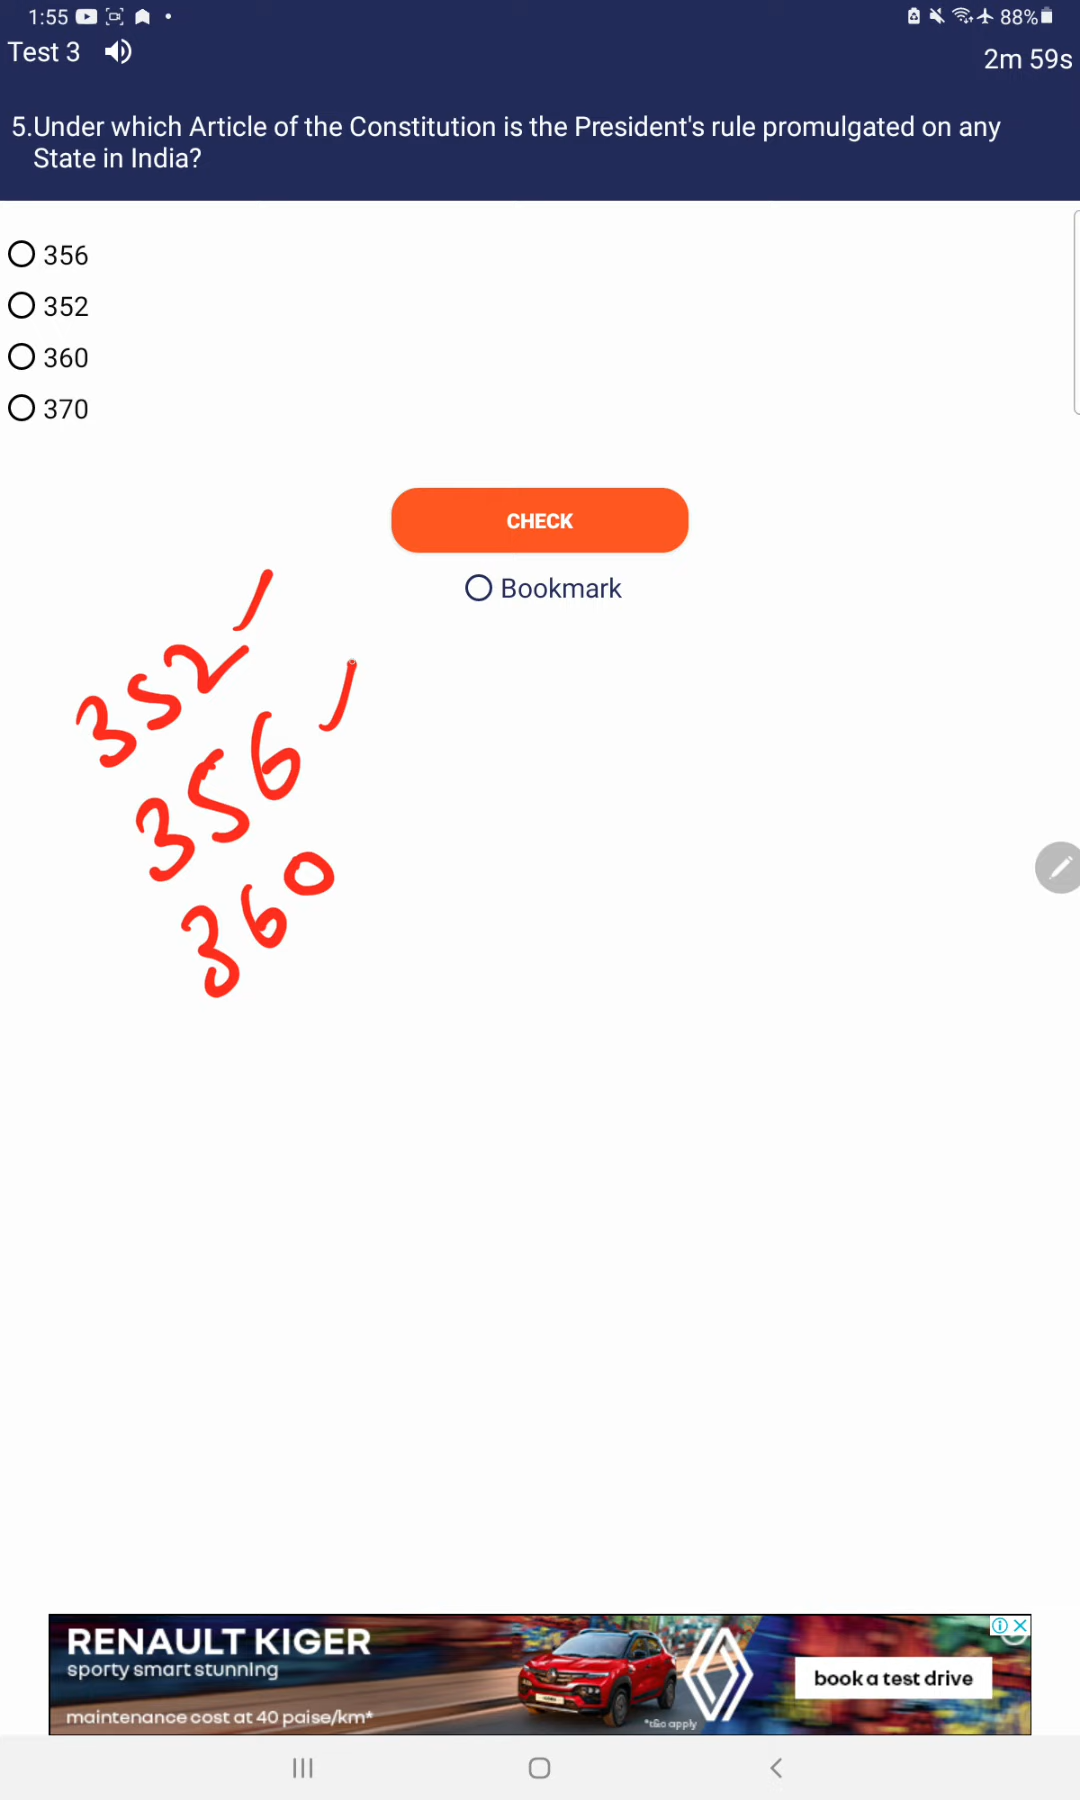 1:55 88%
Test 3
2m 59s
5.Under which Article of the Constitution is the President's rule promulgated on any
State in India?
356
352
360
370
CHECK
Bookmark
352
356
360
RENAULT KIGER
sporty smart stunning
maintenance cost at 40 paise/km*
*t&c apply
book a test drive